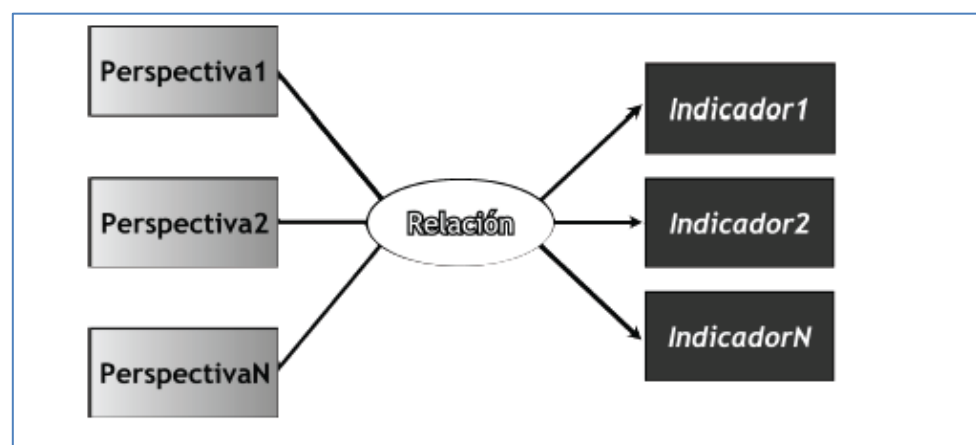 Perspectiva1
Perspectiva2
PerspectivaN
Relación
Indicador1
Indicador2
IndicadorN